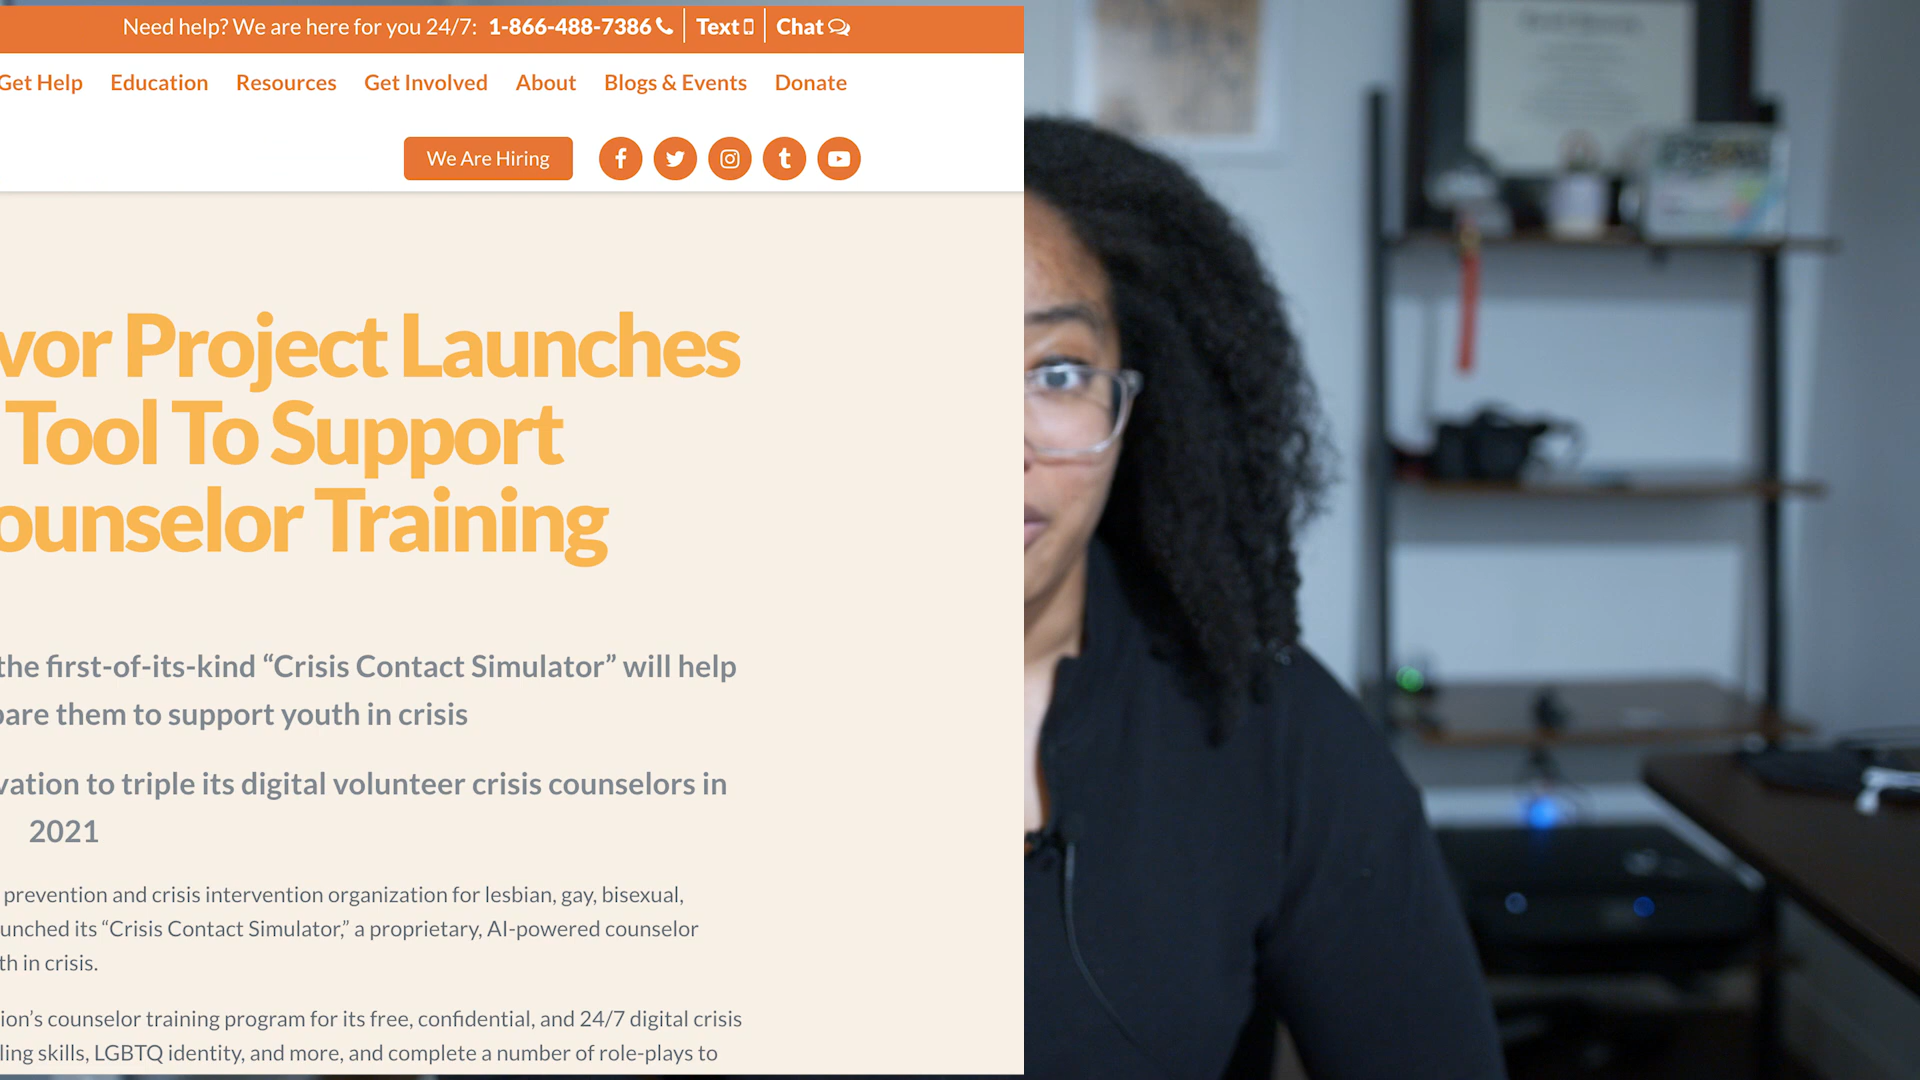 Need help? We are here for you 24/7: 1-866-488-7386 Text Chat
Get Help Education Resources Get Involved About Blogs & Events Donate
We Are Hiring
vor Project Launches
Tool To Support
ounselor Training
the first-of-its-kind “Crisis Contact Simulator” will help
pare them to support youth in crisis
vation to triple its digital volunteer crisis counselors in
2021
prevention and crisis intervention organization for lesbian, gay, bisexual,
unched its “Crisis Contact Simulator,” a proprietary, AI-powered counselor
th in crisis.
ion’s counselor training program for its free, confidential, and 24/7 digital crisis
ling skills, LGBTQ identity, and more, and complete a number of role-plays to